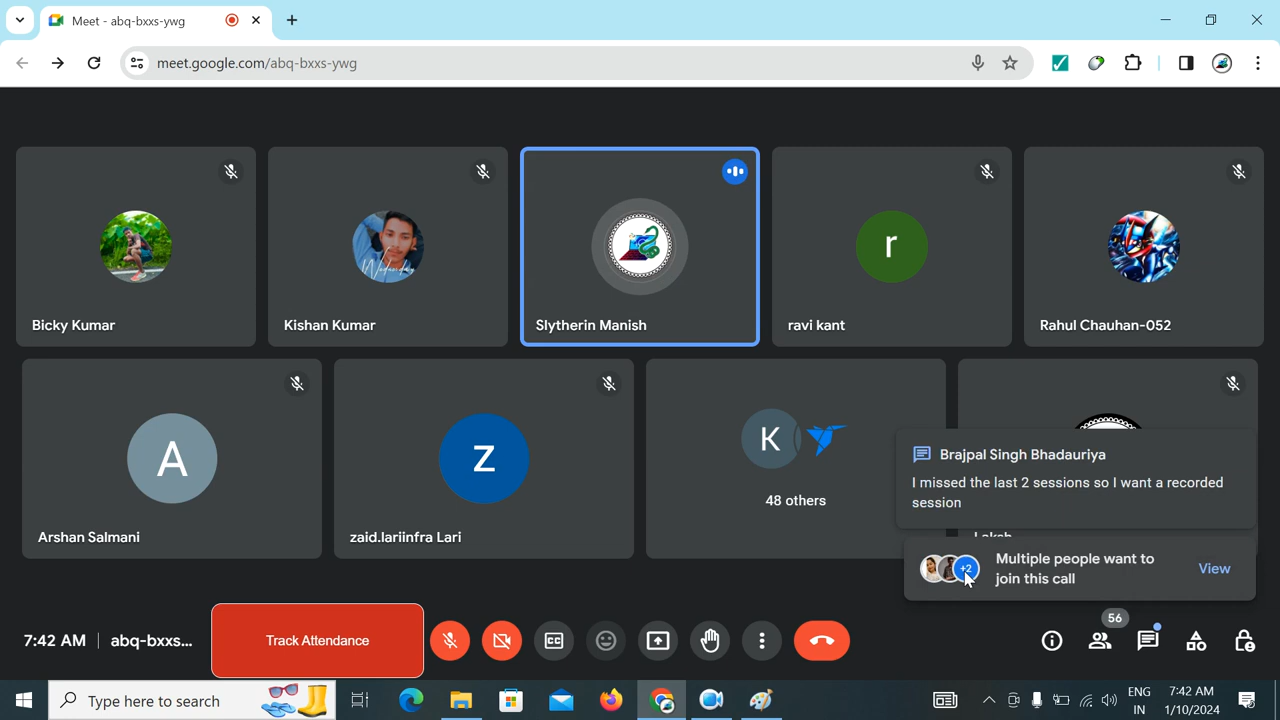 Meet - abq-bxxs-ywg
meet.google.com/abq-bxxs-ywg
Bicky Kumar
Kishan Kumar
Wednesday
Slytherin Manish
r
ravi kant
Rahul Chauhan-052
A
Arshan Salmani
Z
zaid.lariinfra Lari
K
48 others
Brajpal Singh Bhadauriya
I missed the last 2 sessions so I want a recorded
session
+2
Multiple people want to
join this call
View
7:42 AM
abq-bxxs...
Track Attendance
CC
56
Type here to search
ENG
IN
7:42 AM
1/10/2024